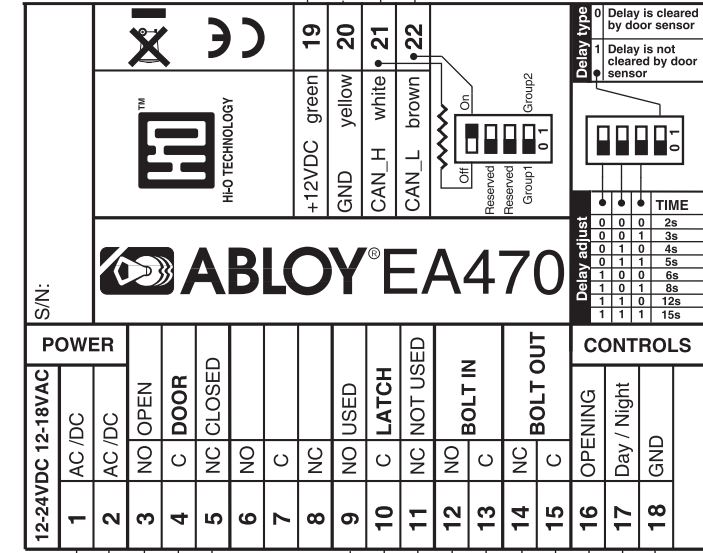 19
20
21
22
+12VDC green
GND yellow
CAN_H white
CAN_L brown
™
Hi-O TECHNOLOGY
On
Off
Group2
Reserved
Reserved
Group1
0 1
Delay type
0 Delay is cleared
by door sensor
1 Delay is not
cleared by door
sensor
0 1
Delay adjust
TIME
0 0 0 2s
0 0 1 3s
0 1 0 4s
0 1 1 5s
1 0 0 6s
1 0 1 8s
1 1 0 12s
1 1 1 15s
S/N:
ABLOY® EA470
POWER
CONTROLS
12-24VDC 12-18VAC
1 AC /DC
2 AC /DC
3 NO OPEN
4 C DOOR
5 NC CLOSED
6 NO
7 C
8 NC
9 NO USED
10 C LATCH
11 NC NOT USED
12 NO
13 C
BOLT IN
14 NC
15 C
BOLT OUT
16 OPENING
17 Day / Night
18 GND